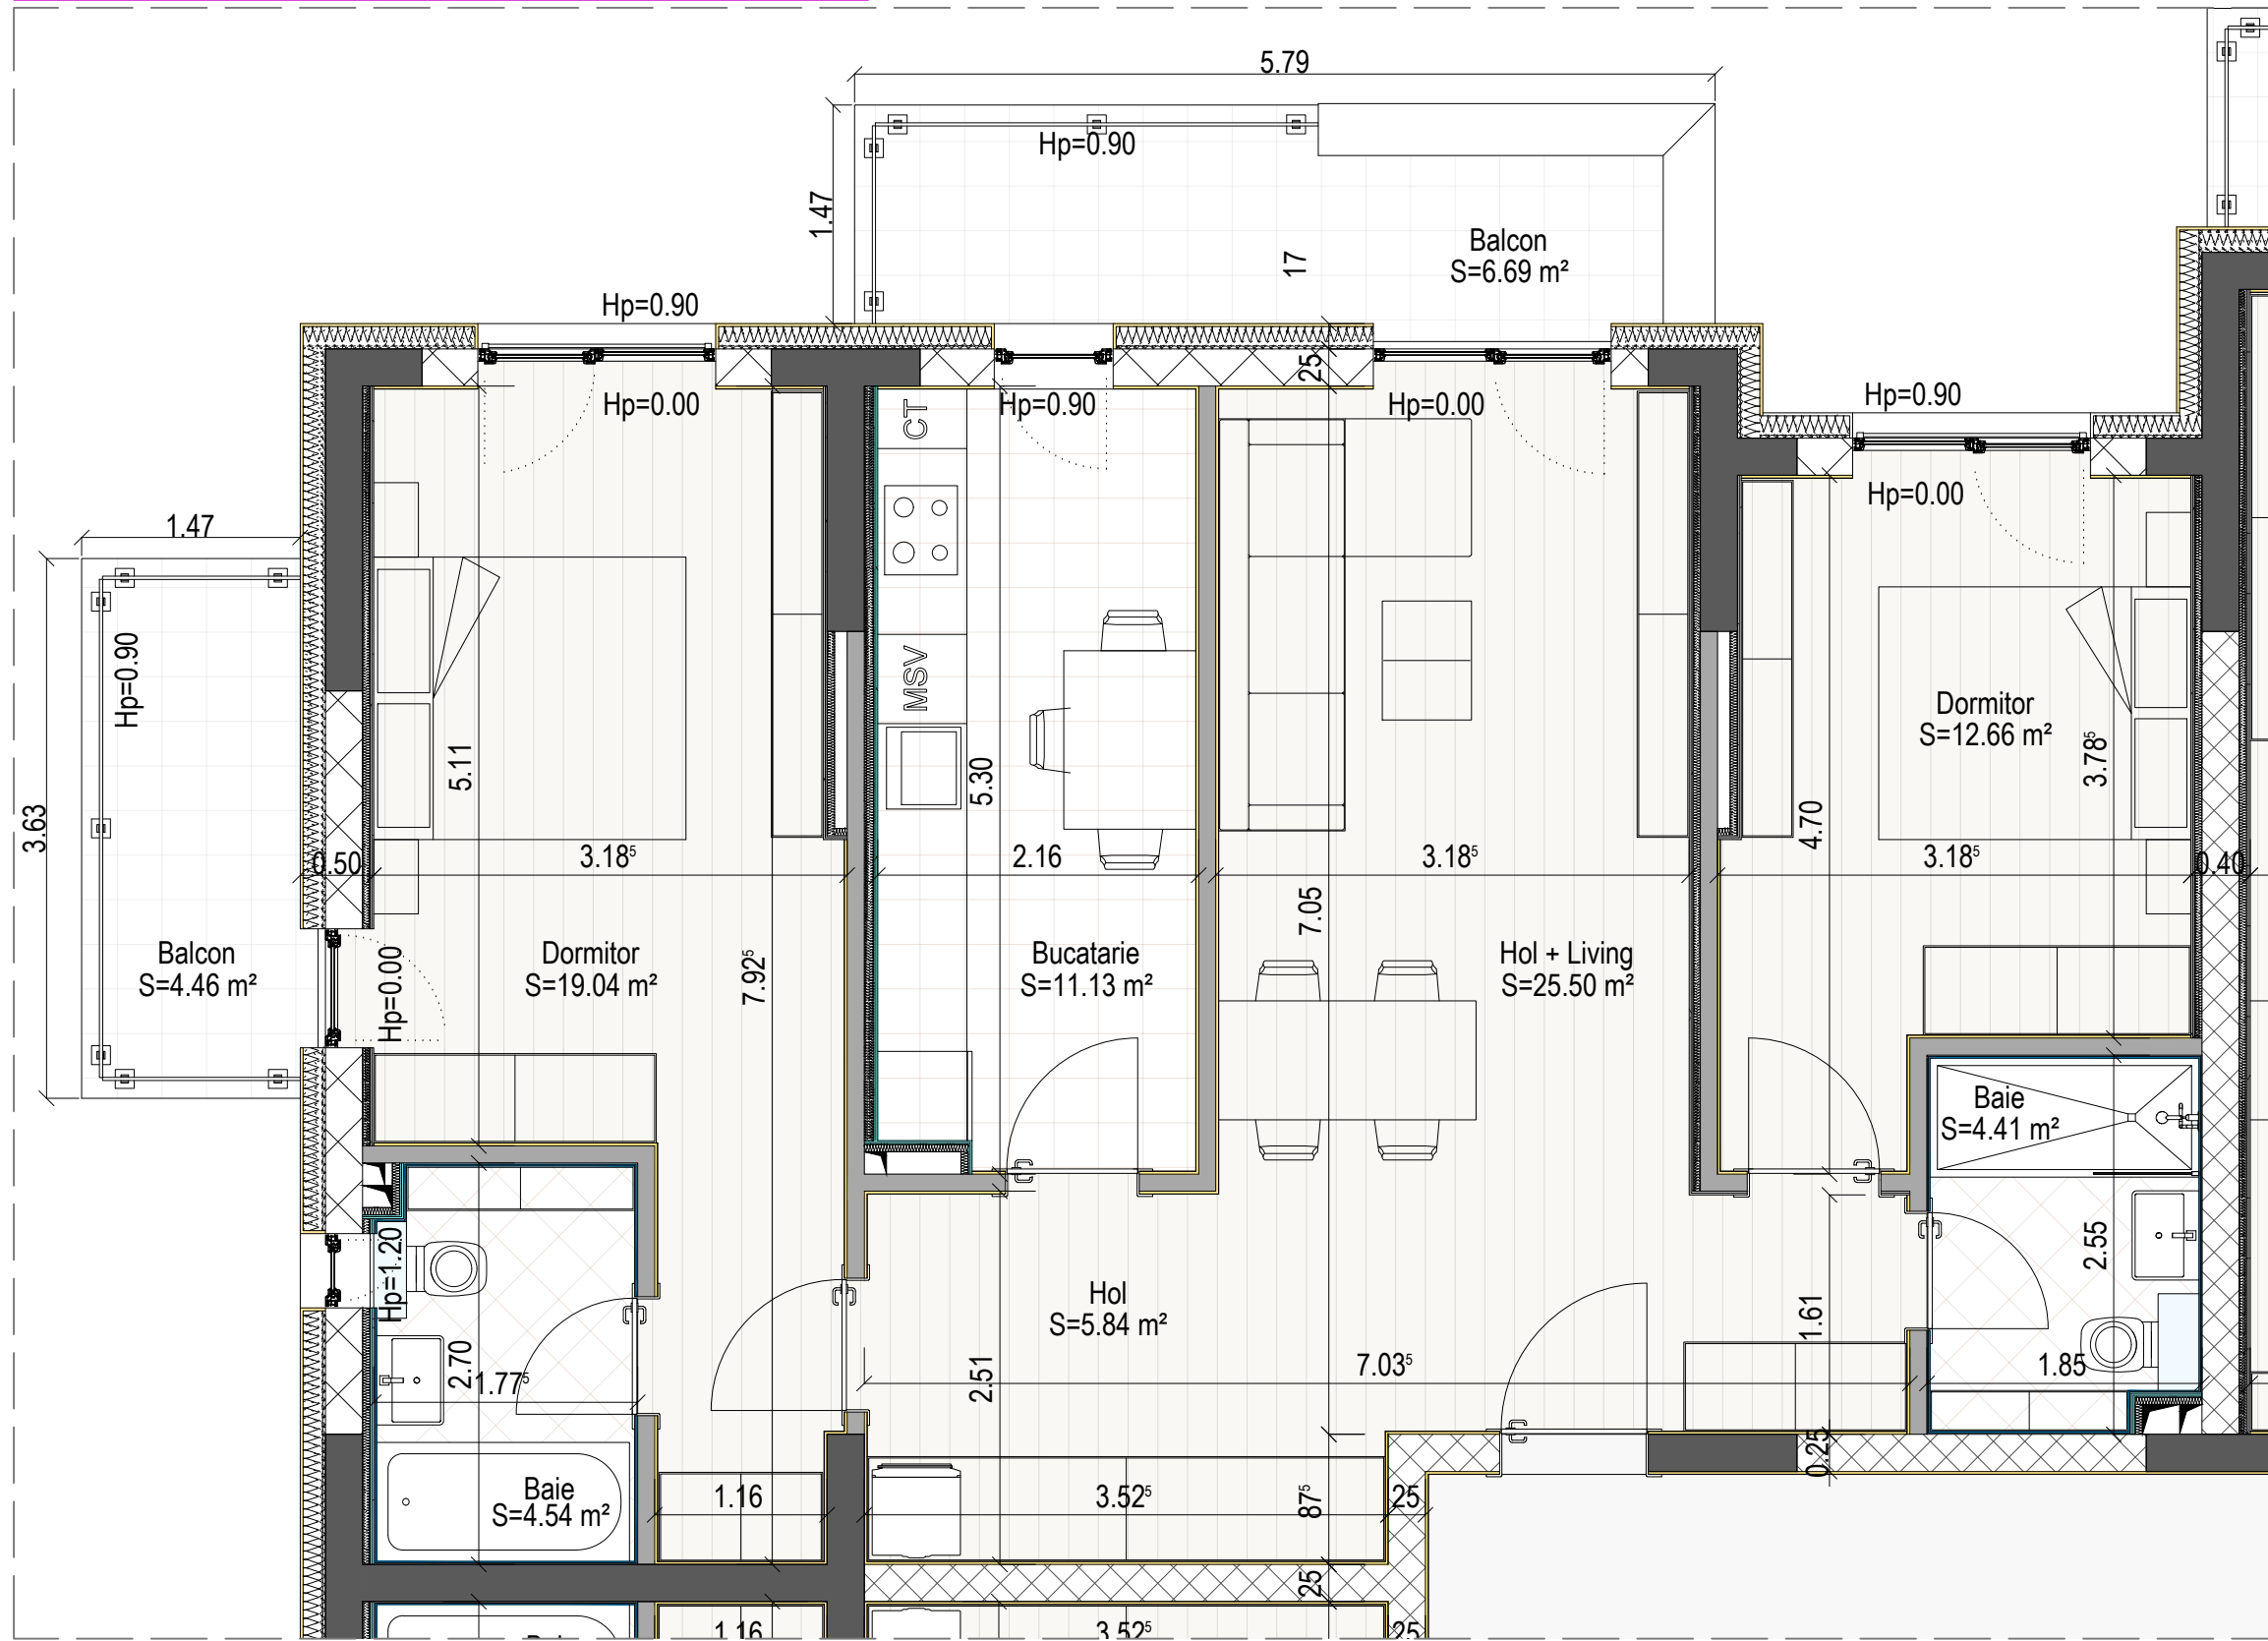 5.79
Hp=0.90
1.47
Balcon
S=6.69 m²
17
Hp=0.90
25
Hp=0.00
CT
Hp=0.90
Hp=0.00
Hp=0.90
Hp=0.00
1.47
3.63
Hp=0.90
MSV
Dormitor
S=12.66 m²
3.78⁵
5.11
5.30
4.70
0.50
3.18⁵
2.16
3.18⁵
3.18⁵
0.40
7.05
Balcon
S=4.46 m²
Hp=0.00
Dormitor
S=19.04 m²
7.92⁵
Bucatarie
S=11.13 m²
Hol + Living
S=25.50 m²
Baie
S=4.41 m²
Hp=1.20
2.55
Hol
S=5.84 m²
1.61
2.70
1.77⁵
2.51
7.03⁵
1.85
0.25
Baie
S=4.54 m²
1.16
3.52⁵
87⁵
25
25
1.16
3.52⁵
25